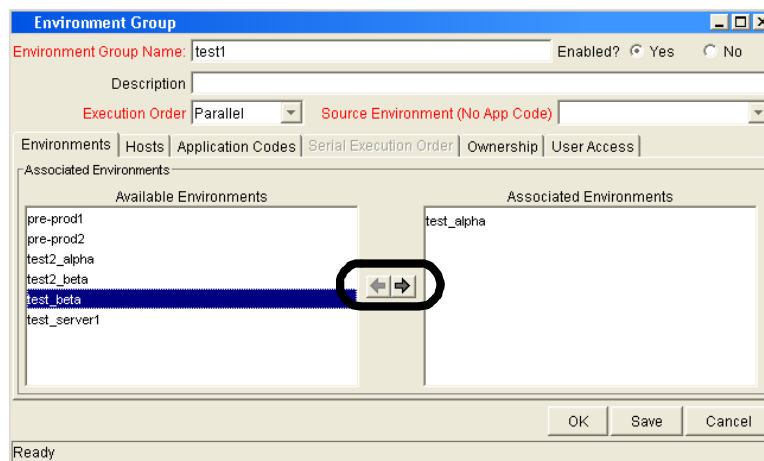 Environment Group
Environment Group Name: test1 Enabled? Yes No
Description
Execution Order Parallel Source Environment (No App Code)
Environments Hosts Application Codes Serial Execution Order Ownership User Access
Associated Environments
Available Environments Associated Environments
pre-prod1 test_alpha
pre-prod2
test2_alpha
test2_beta
test_beta
test_server1
OK Save Cancel
Ready